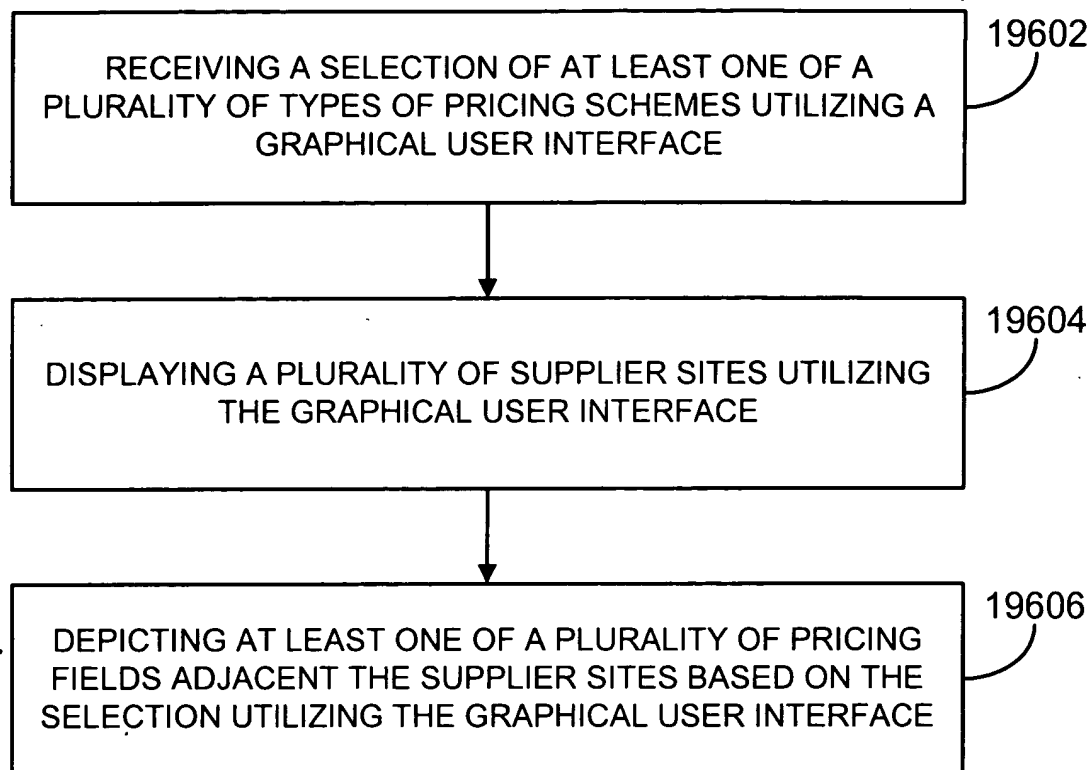 19602
RECEIVING A SELECTION OF AT LEAST ONE OF A
PLURALITY OF TYPES OF PRICING SCHEMES UTILIZING A
GRAPHICAL USER INTERFACE
19604
DISPLAYING A PLURALITY OF SUPPLIER SITES UTILIZING
THE GRAPHICAL USER INTERFACE
19606
DEPICTING AT LEAST ONE OF A PLURALITY OF PRICING
FIELDS ADJACENT THE SUPPLIER SITES BASED ON THE
SELECTION UTILIZING THE GRAPHICAL USER INTERFACE